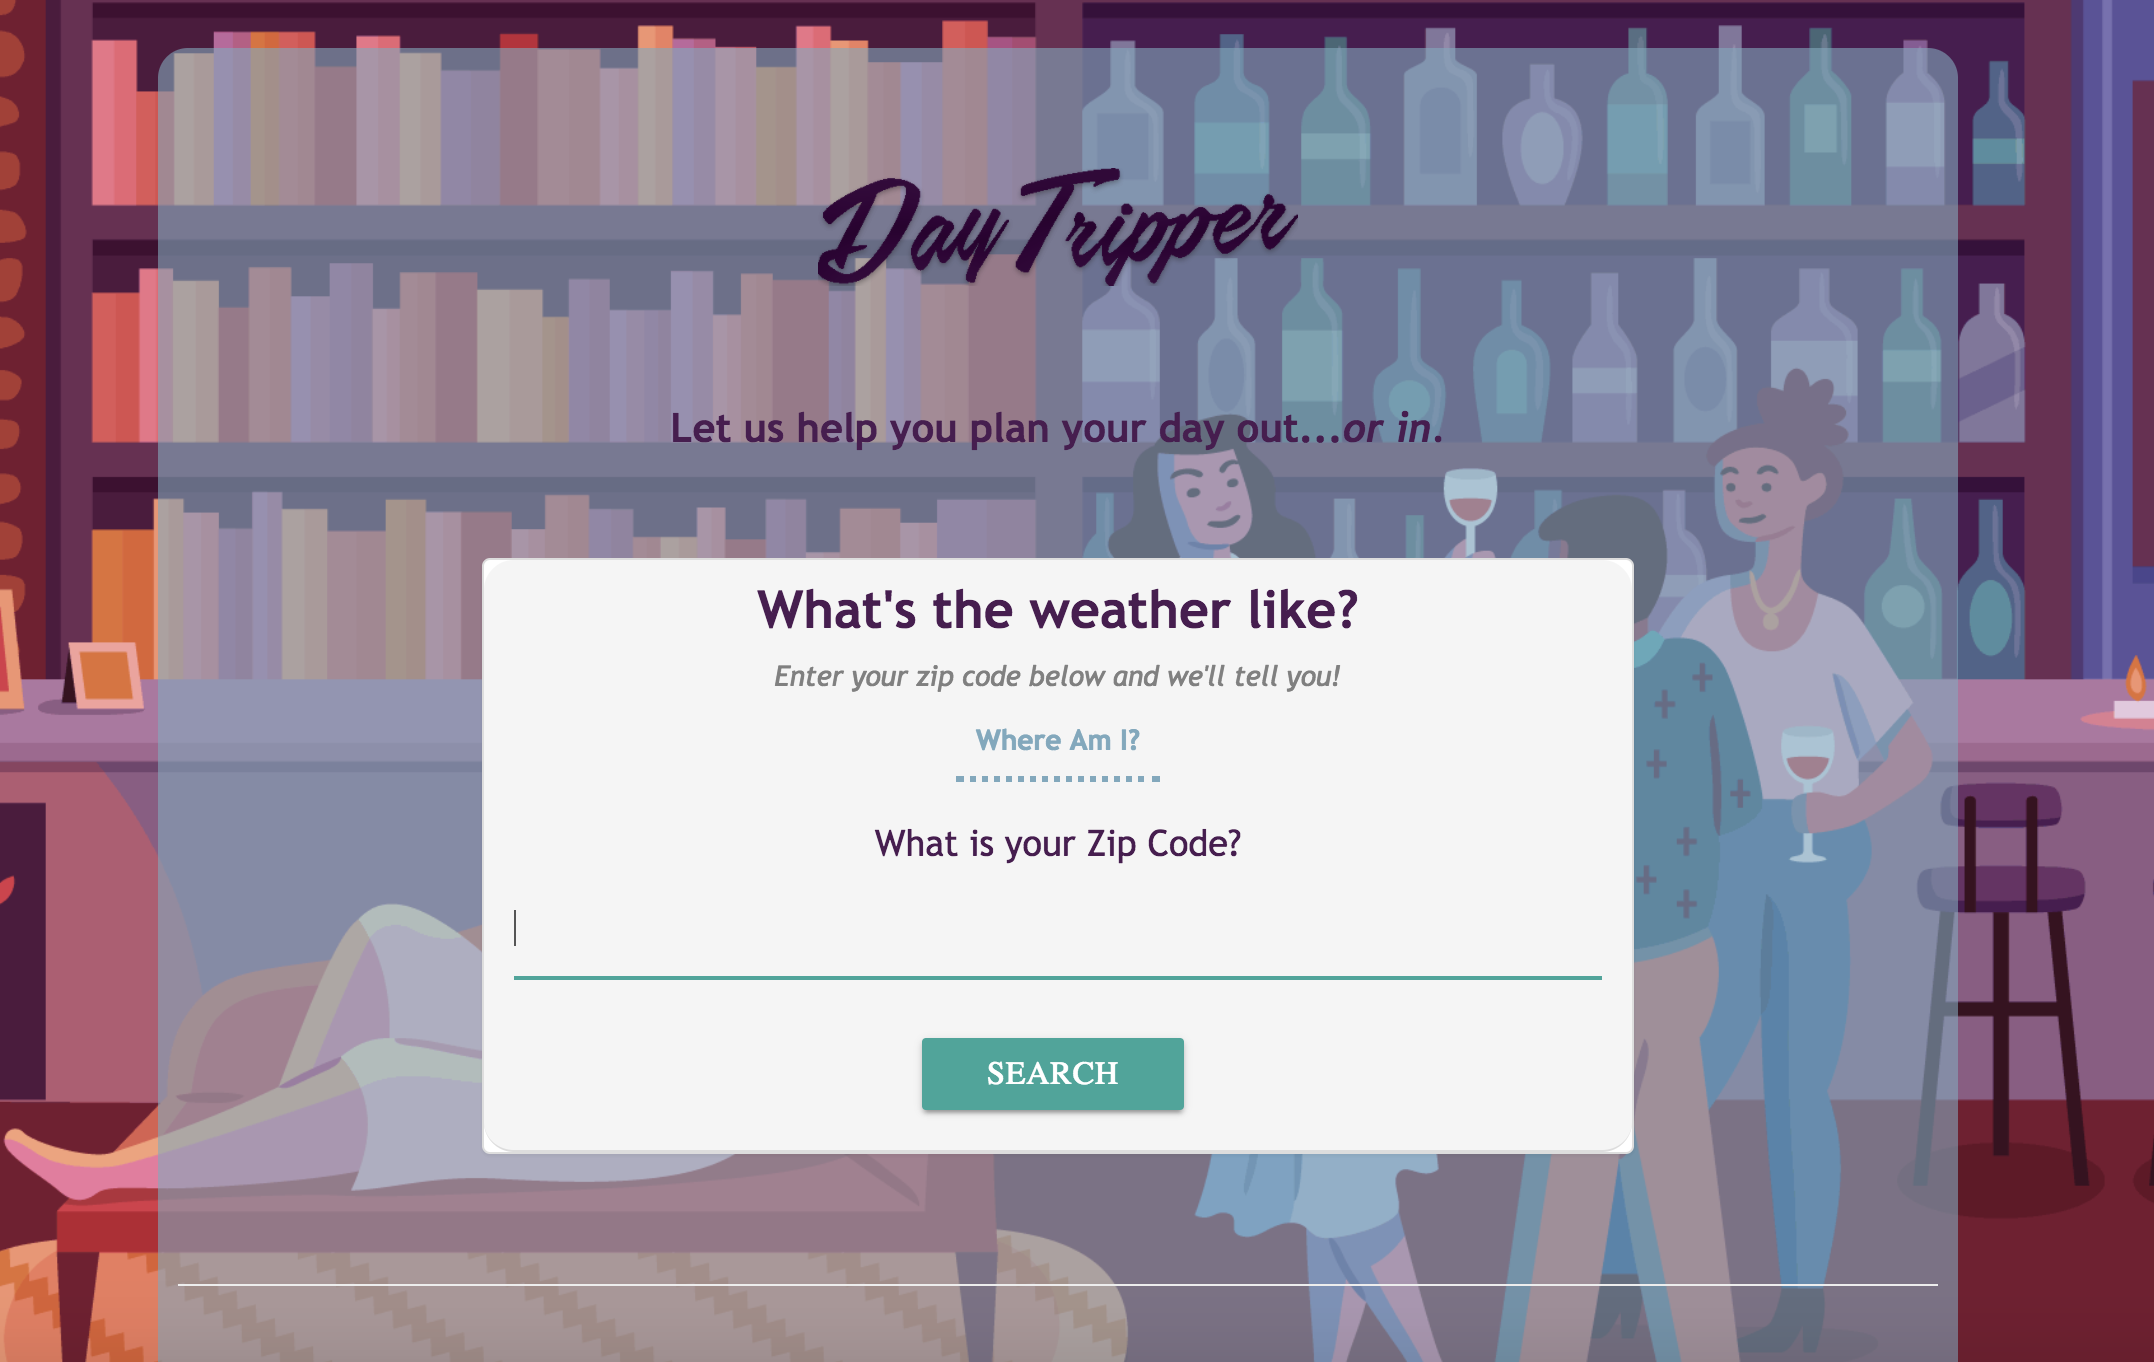 Day Tripper
Let us help you plan your day out...or in.
What's the weather like?
Enter your zip code below and we'll tell you!
Where Am I?
What is your Zip Code?
SEARCH